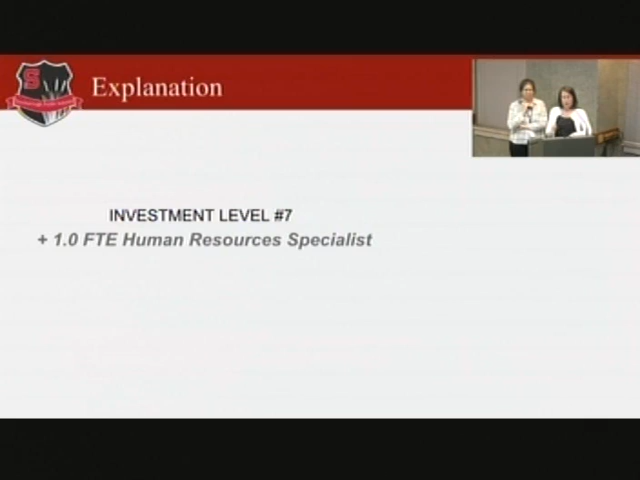 S
Explanation
INVESTMENT LEVEL #7
+ 1.0 FTE Human Resources Specialist